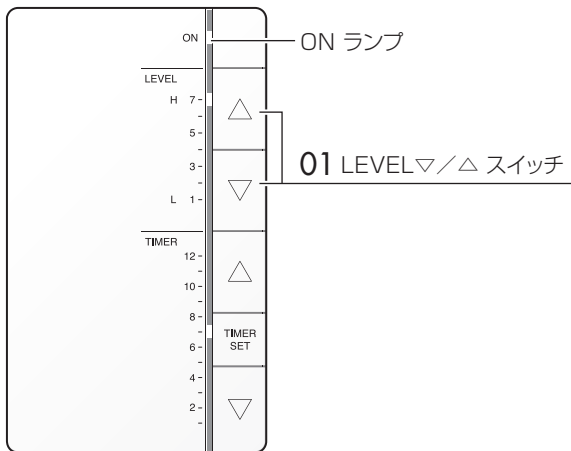 ON
ON ランプ
LEVEL
H 7-
5-
01 LEVEL▽／△ スイッチ
3-
L 1-
TIMER
12-
10-
8-
TIMER
SET
6-
4-
2-